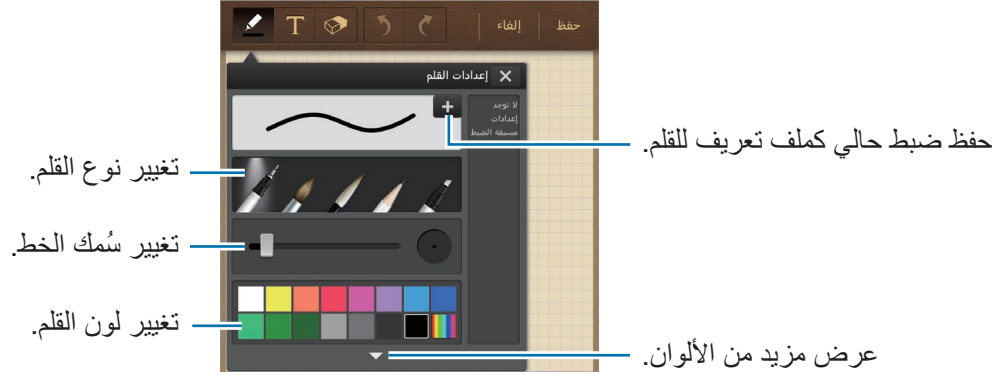 حفظ
إلغاء
T
إعدادات القلم
لا توجد
إعدادات
مسبقة الضبط
حفظ ضبط حالي كملف تعريف للقلم.
تغيير نوع القلم.
تغيير سُمك الخط.
تغيير لون القلم.
عرض مزيد من الألوان.